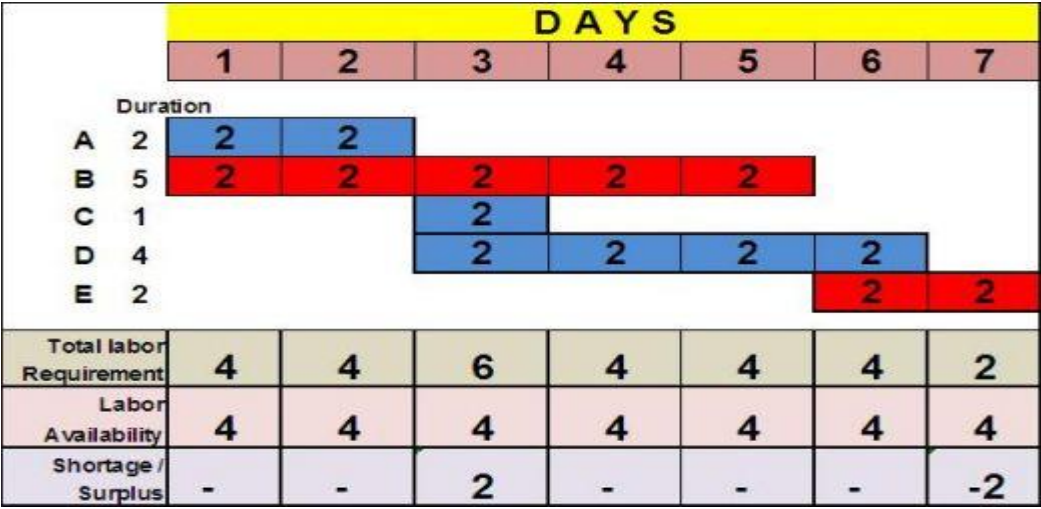 DAYS
1 2 3 4 5 6 7
Duration
A 2 2 2
B 5 2 2 2 2 2
C 1 2
D 4 2 2 2 2
E 2 2 2
Total labor
Requirement 4 4 6 4 4 4 2
Labor
Availability 4 4 4 4 4 4 4
Shortage /
Surplus - - 2 - - - -2